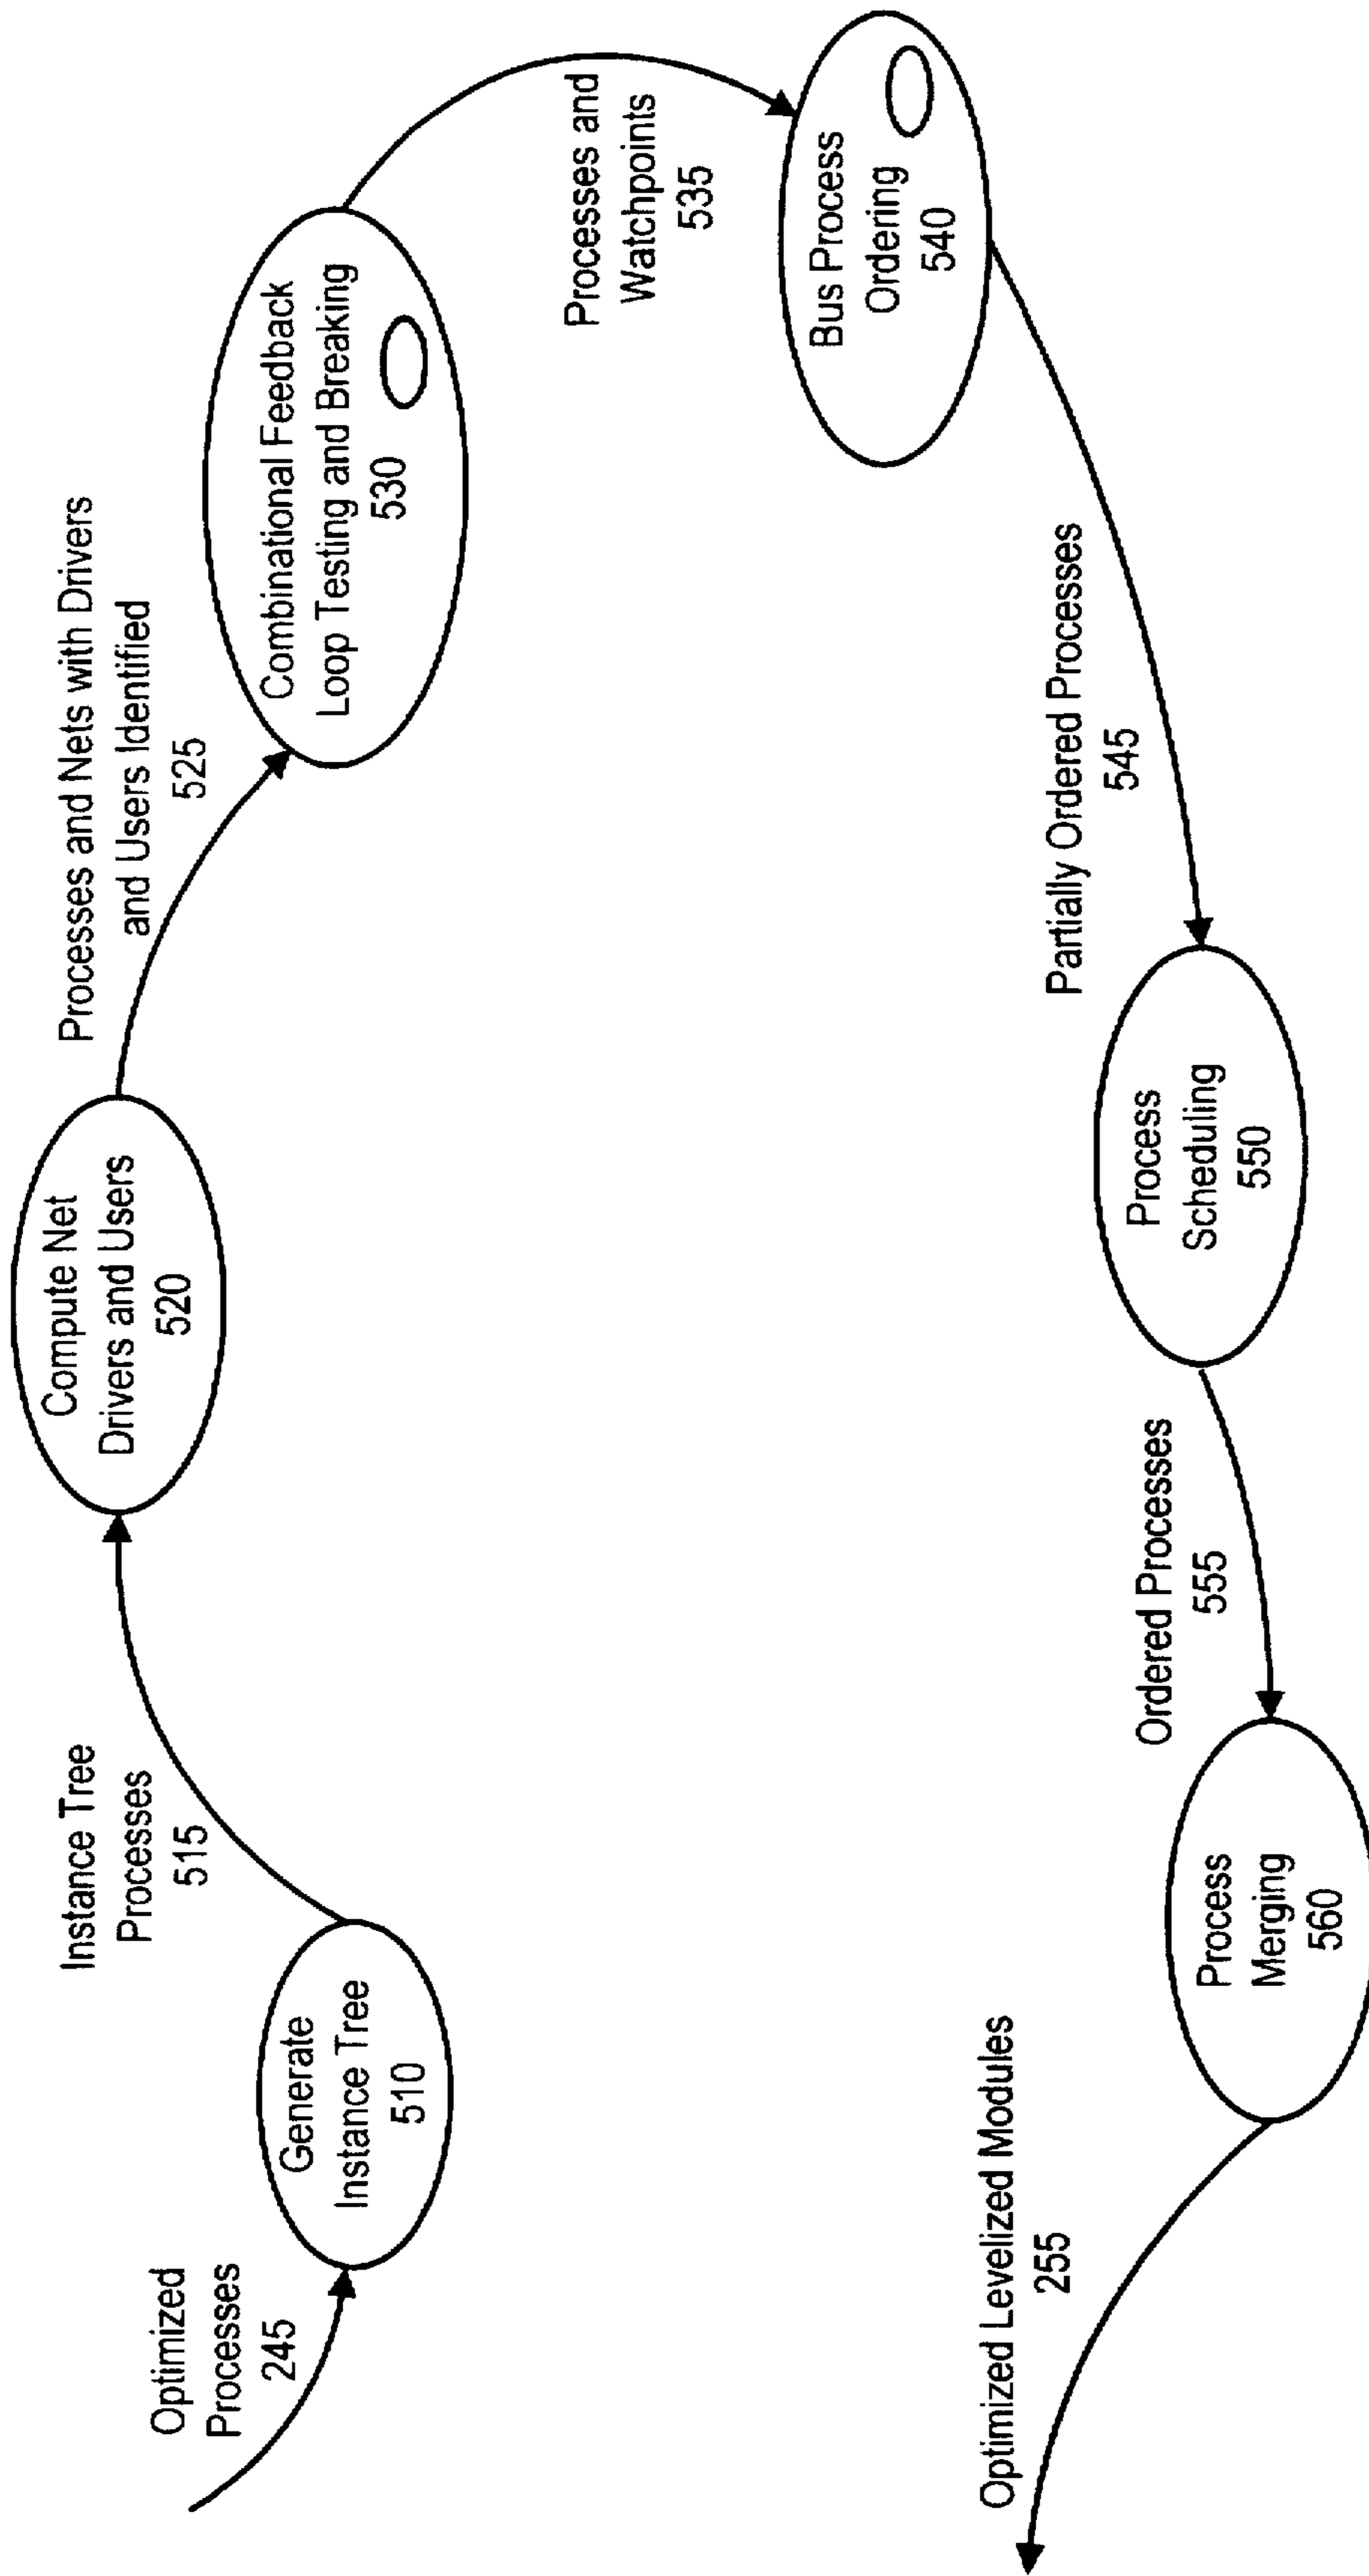 Optimized
Processes
245
Generate
Instance Tree
510
Instance Tree
Processes
515
Compute Net
Drivers and Users
520
Processes and Nets with Drivers
and Users Identified
525
Combinational Feedback
Loop Testing and Breaking
530
Processes and
Watchpoints
535
Bus Process
Ordering
540
Partially Ordered Processes
545
Process
Scheduling
550
Ordered Processes
555
Process
Merging
560
Optimized Levelized Modules
255